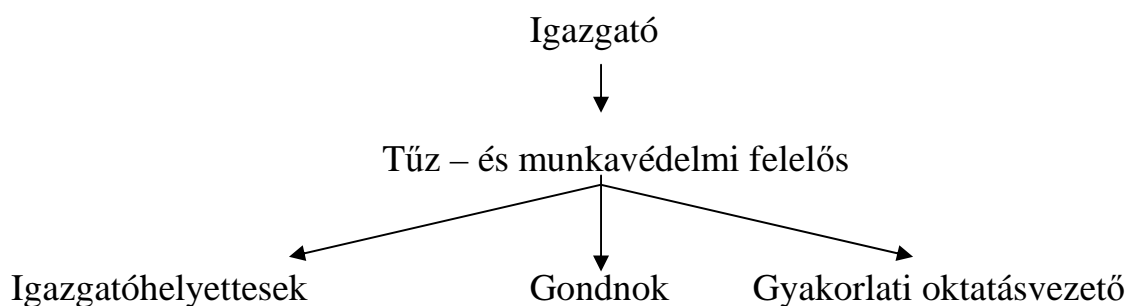 Igazgató
Tűz – és munkavédelmi felelős
Igazgatóhelyettesek Gondnok Gyakorlati oktatásvezető